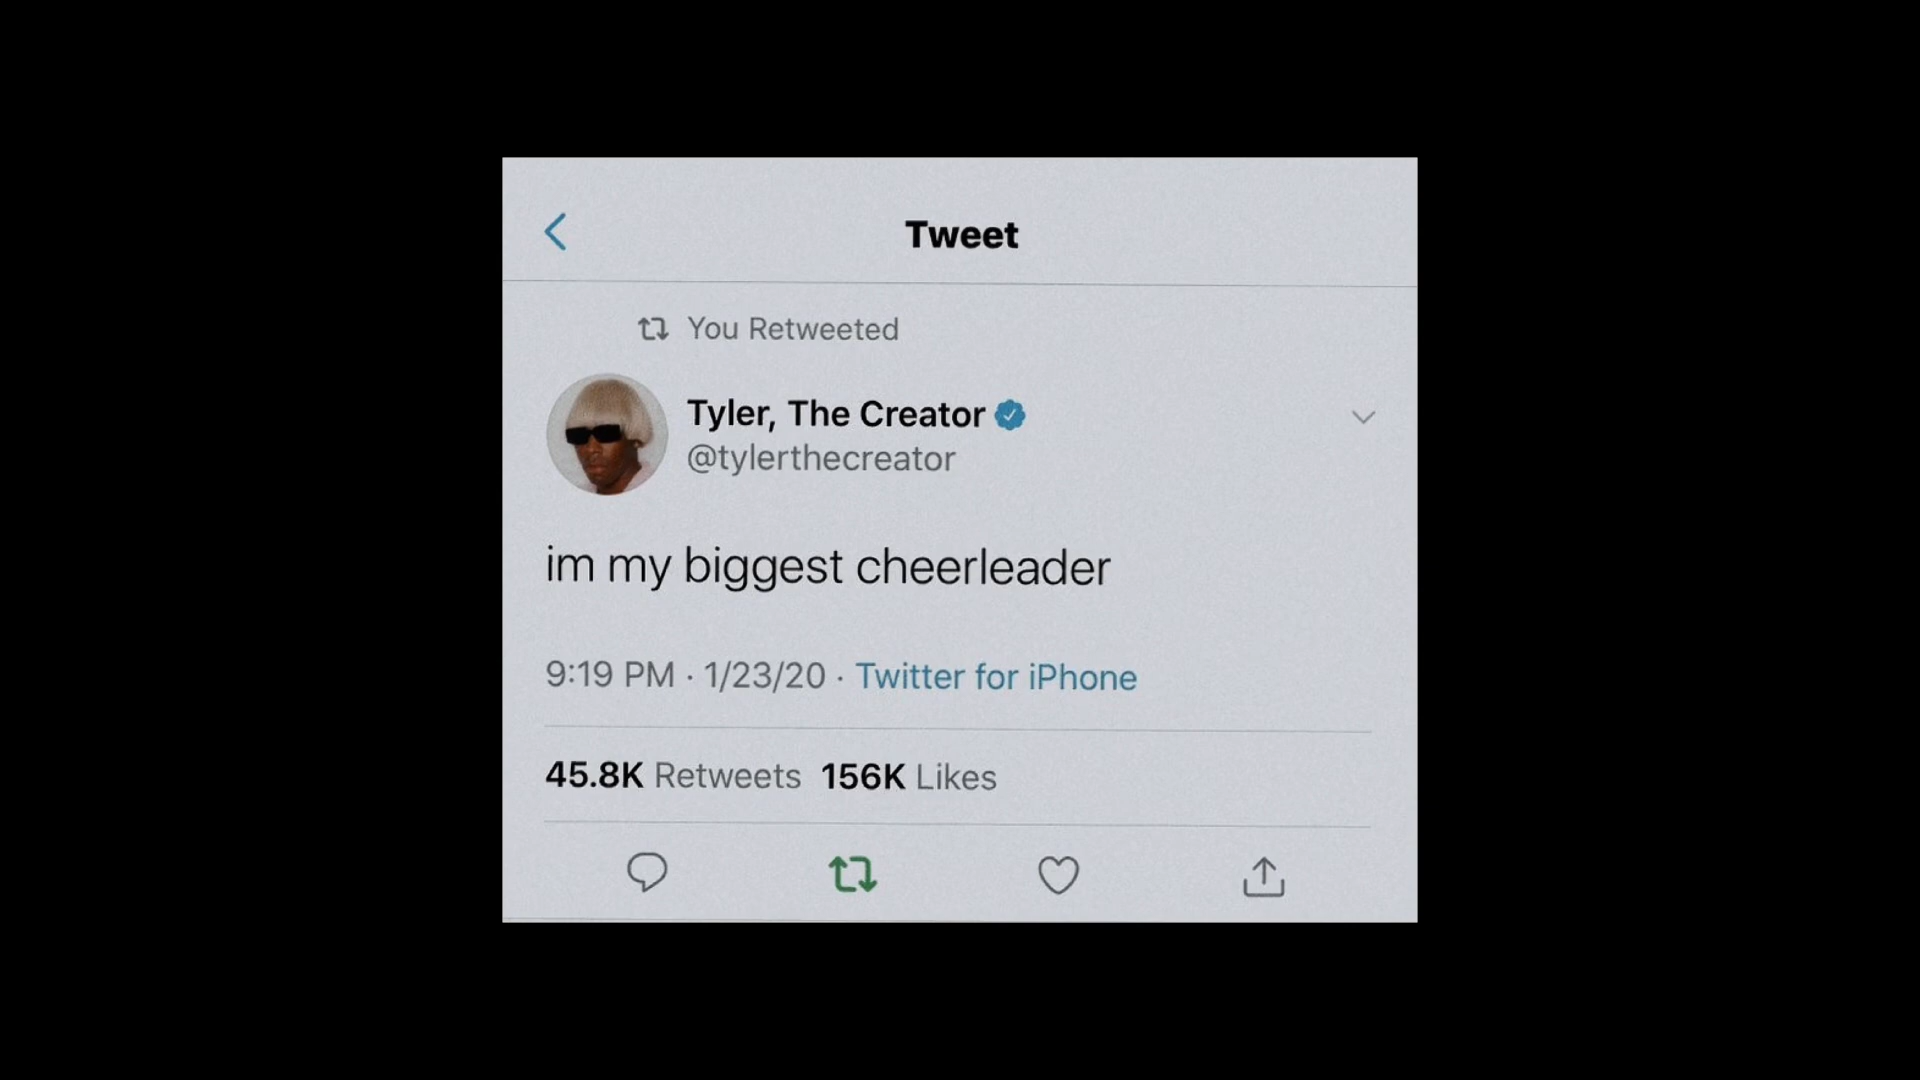 Tweet
You Retweeted
Tyler, The Creator
@tylerthecreator
im my biggest cheerleader
9:19 PM · 1/23/20 · Twitter for iPhone
45.8K Retweets 156K Likes